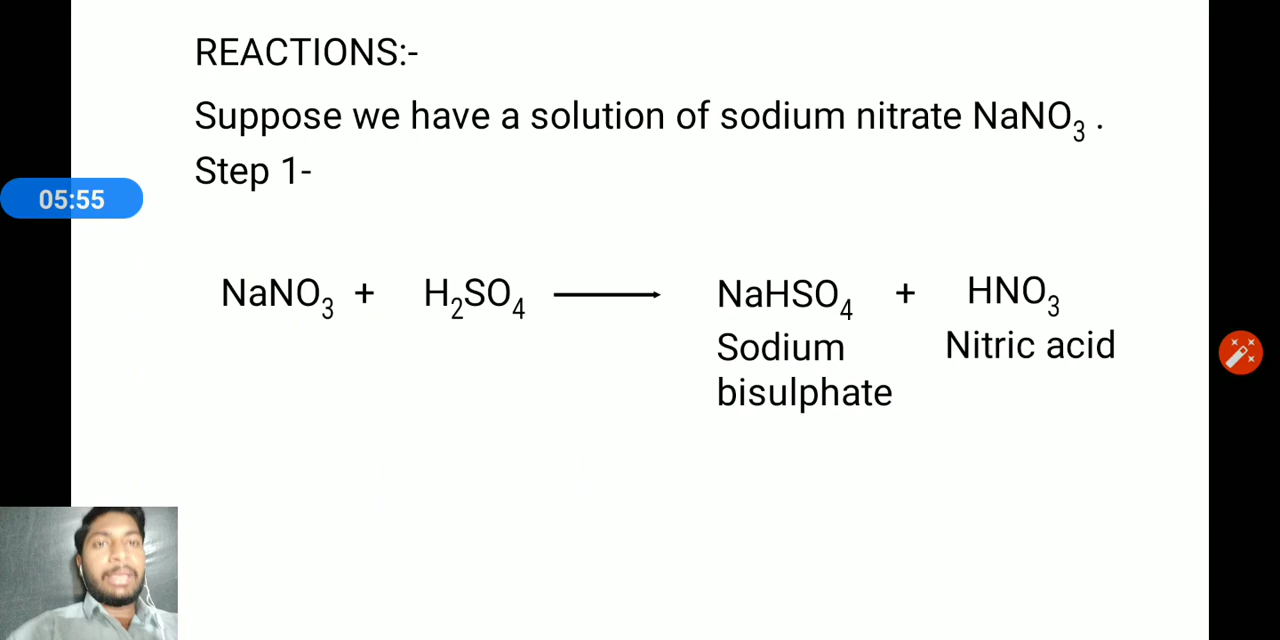 REACTIONS:-
Suppose we have a solution of sodium nitrate NaNO₃ .
Step 1-
05:55
NaNO₃ + H₂SO₄ ⟶ NaHSO₄ + HNO₃
Sodium bisulphate
Nitric acid